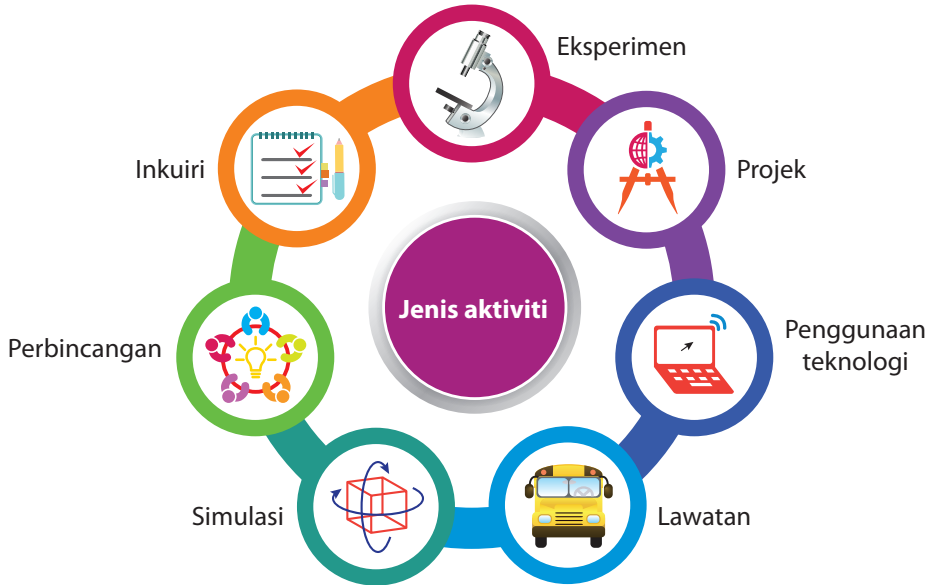 Eksperimen
Projek
Penggunaan
teknologi
Lawatan
Simulasi
Perbincangan
Inkuiri
Jenis aktiviti